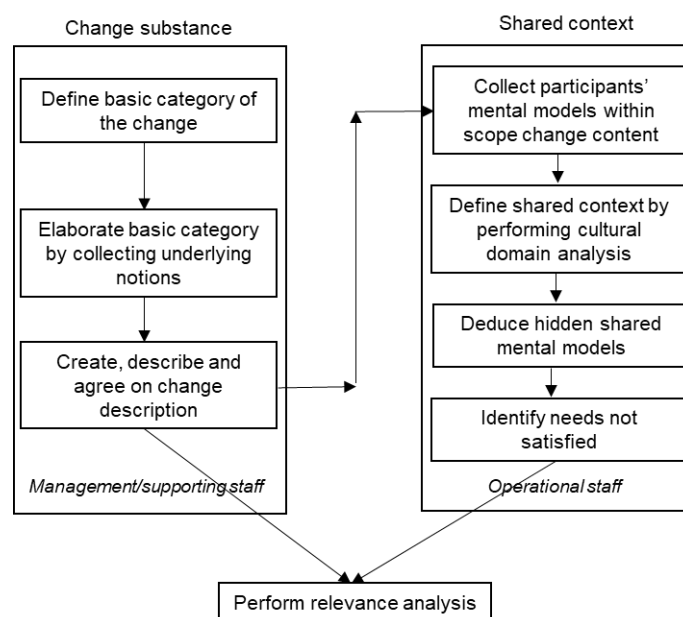 Change substance
Define basic category of
the change
Elaborate basic category
by collecting underlying
notions
Create, describe and
agree on change
description
Management/supporting staff
Shared context
Collect participants’
mental models within
scope change content
Define shared context by
performing cultural
domain analysis
Deduce hidden shared
mental models
Identify needs not
satisfied
Operational staff
Perform relevance analysis